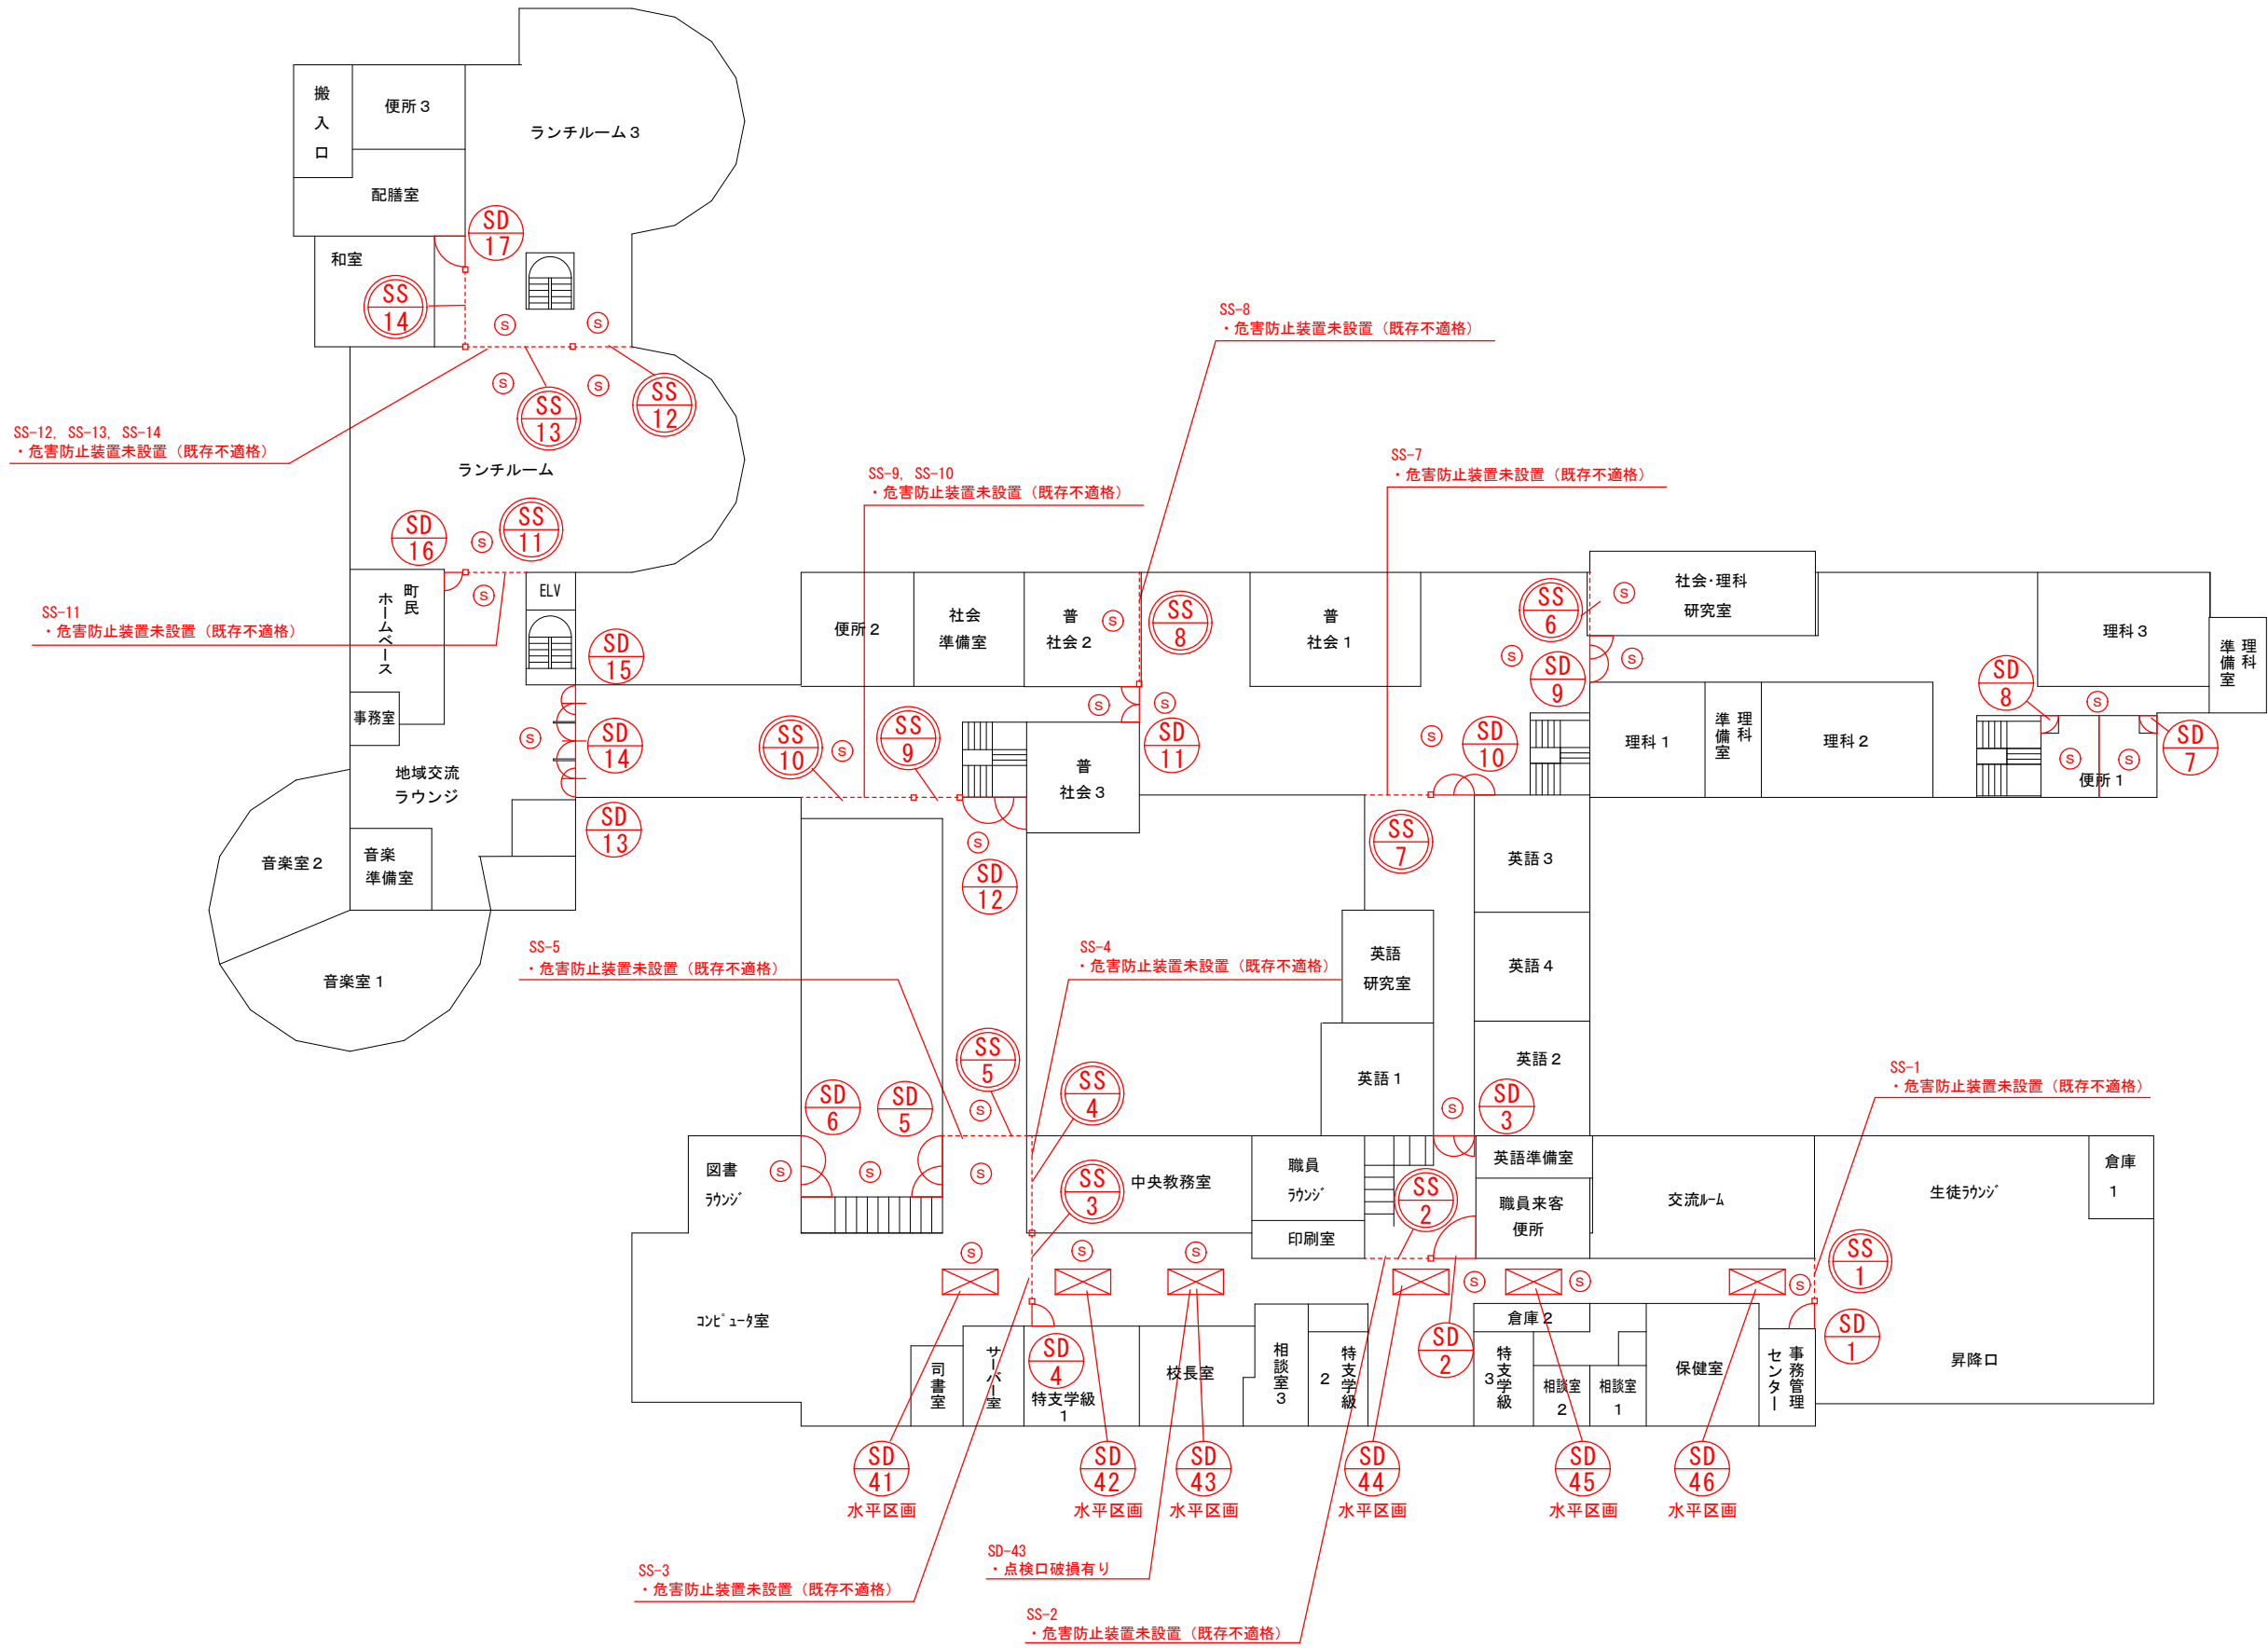 搬入口
便所３
ランチルーム３
配膳室
SD
17
和室
SS
14
S
S
SS-8
・危害防止装置未設置（既存不適格）
S
S
SS
13
SS
12
SS-12, SS-13, SS-14
・危害防止装置未設置（既存不適格）
ランチルーム
SS-9, SS-10
・危害防止装置未設置（既存不適格）
SS-7
・危害防止装置未設置（既存不適格）
SD
16
S
SS
11
S
SS-11
・危害防止装置未設置（既存不適格）
町民
ホームベース
ELV
SD
15
便所２
社会
準備室
普
社会２
S
SS
8
普
社会１
SS
6
S
社会･理科
研究室
理科３
理科
準備室
事務室
S
SD
14
SS
10
S
SS
9
S
S
SD
11
S
SD
10
S
SD
9
S
理科１
理科
準備室
理科２
SD
8
S
SD
7
S
S
便所１
地域交流
ラウンジ
普
社会３
SD
13
S
SD
12
SS
7
英語３
音楽室２
音楽
準備室
音楽室１
SS-5
・危害防止装置未設置（既存不適格）
SS-4
・危害防止装置未設置（既存不適格）
英語
研究室
英語４
英語１
英語２
SS
5
SS
4
S
SD
6
SD
5
S
SD
3
SS-1
・危害防止装置未設置（既存不適格）
図書
ﾗｳﾝｼﾞ
S
S
S
SS
3
中央教務室
職員
ﾗｳﾝｼﾞ
印刷室
SS
2
英語準備室
職員来客
便所
交流ﾙｰﾑ
生徒ﾗｳﾝｼﾞ
倉庫
１
SS
1
S
S
S
S
S
S
ｺﾝﾋﾟｭｰﾀ室
司書室
サーバー室
SD
4
特支学級
１
校長室
相談室３
特支学級
２
SD
2
倉庫２
特支学級
３
相談室
２
相談室
１
保健室
事務管理
センター
SD
1
昇降口
SD
41
水平区画
SD
42
水平区画
SD
43
水平区画
SD
44
水平区画
SD
45
水平区画
SD
46
水平区画
SD-43
・点検口破損有り
SS-3
・危害防止装置未設置（既存不適格）
SS-2
・危害防止装置未設置（既存不適格）